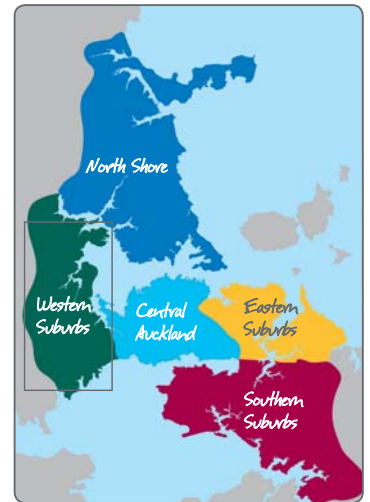 North Shore
Western
Suburbs
Central
Auckland
Eastern
Suburbs
Southern
Suburbs